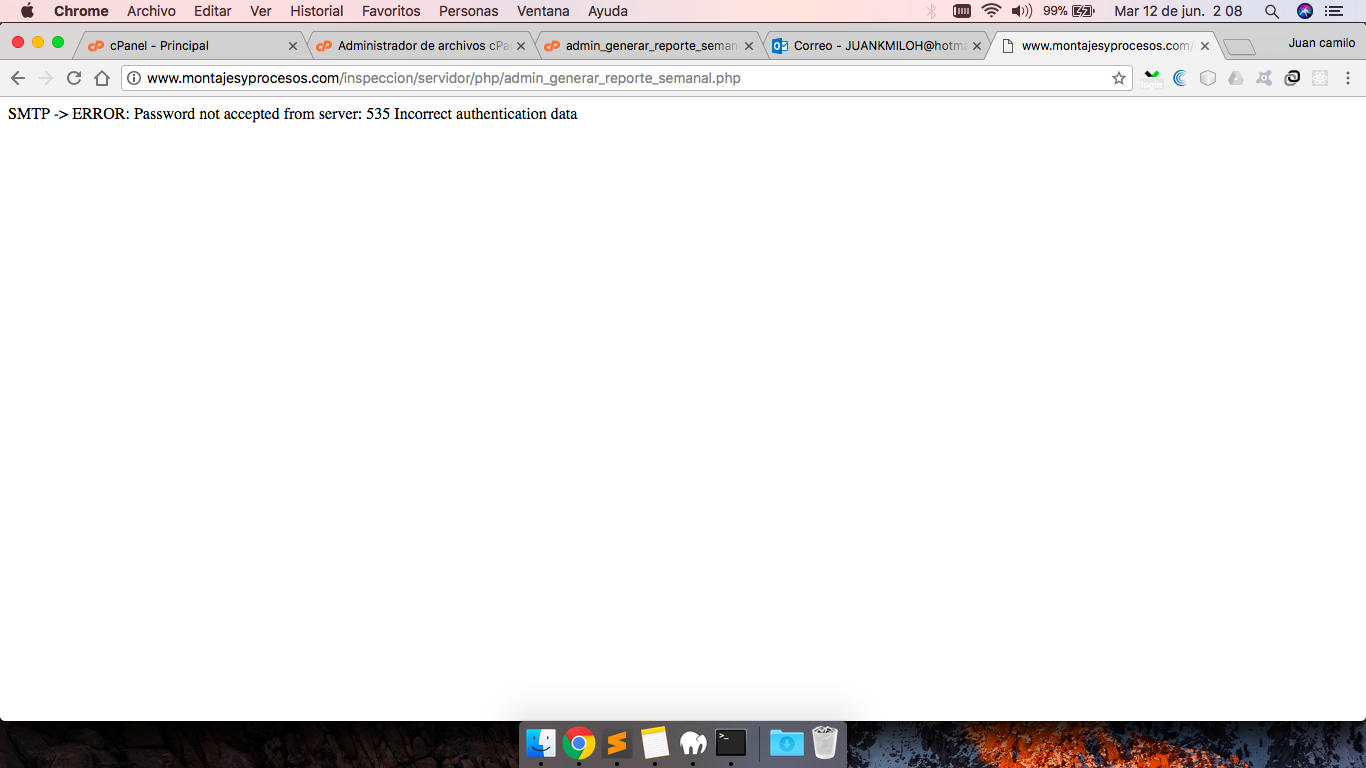 Chrome Archivo Editar Ver Historial Favoritos Personas Ventana Ayuda 99% Mar 12 de jun. 2 08
cPanel - Principal Administrador de archivos cPa admin_generar_reporte_seman Correo - JUANKMILOH@hotma www.montajesyprocesos.com/ Juan camilo
www.montajesyprocesos.com/inspeccion/servidor/php/admin_generar_reporte_semanal.php login
SMTP -> ERROR: Password not accepted from server: 535 Incorrect authentication data